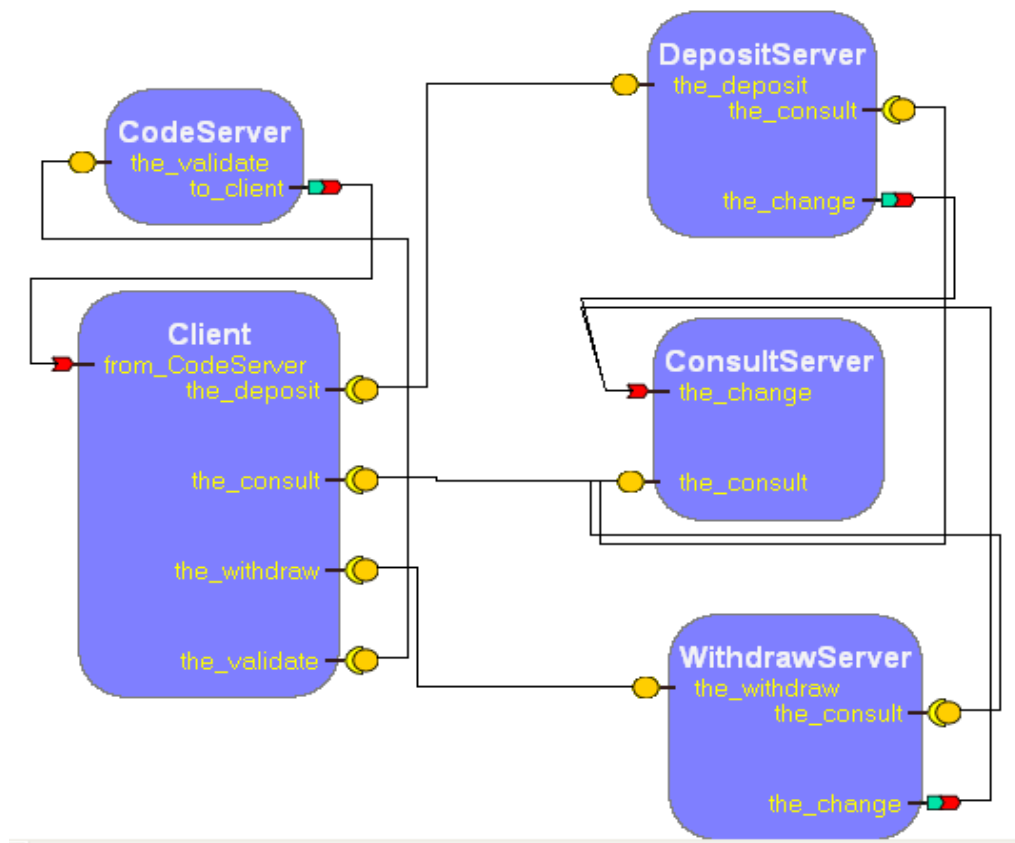 DepositServer
the_deposit
the_consult
the_change
CodeServer
the_validate
to_client
Client
from_CodeServer
the_deposit
the_consult
the_withdraw
the_validate
ConsultServer
the_change
the_consult
WithdrawServer
the_withdraw
the_consult
the_change